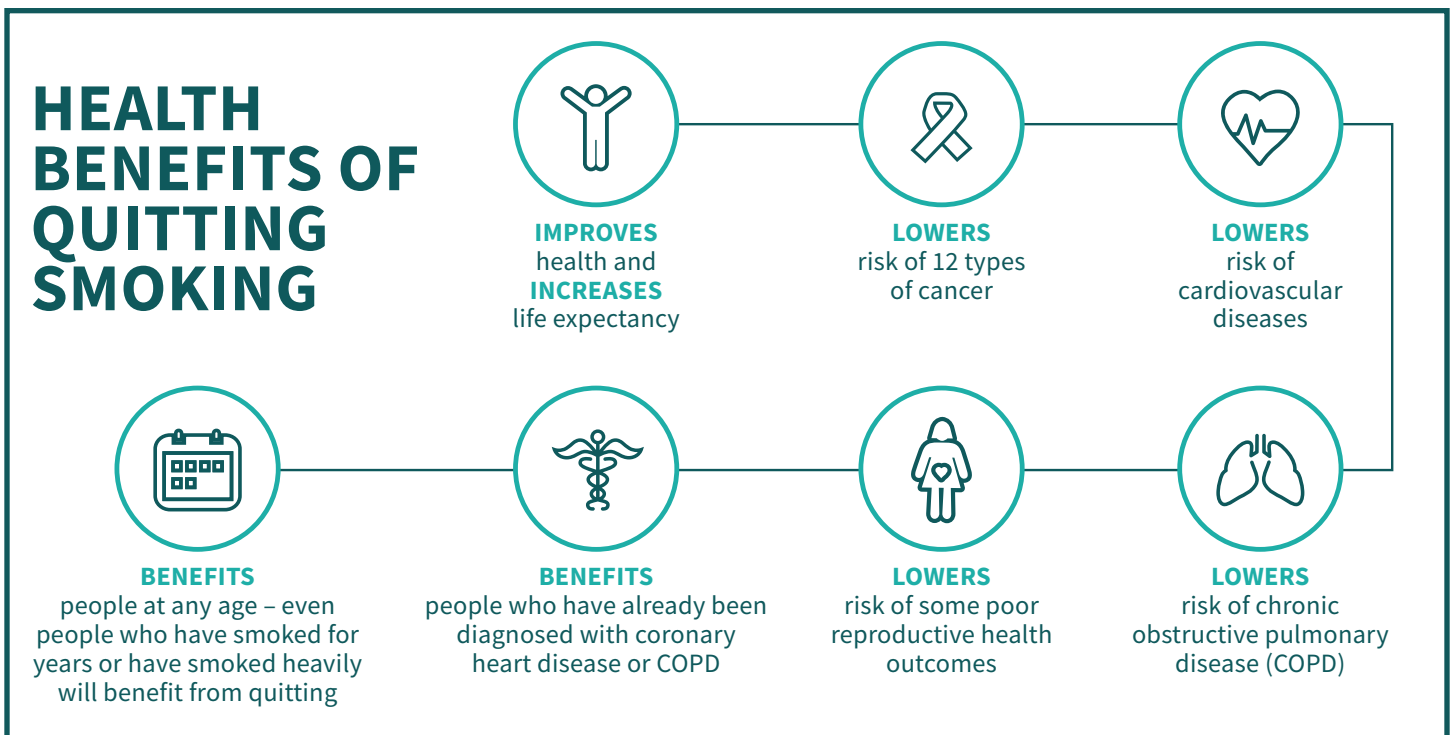 HEALTH
BENEFITS OF
QUITTING
SMOKING
IMPROVES
health and
INCREASES
life expectancy
LOWERS
risk of 12 types
of cancer
LOWERS
risk of
cardiovascular
diseases
LOWERS
risk of chronic
obstructive pulmonary
disease (COPD)
LOWERS
risk of some poor
reproductive health
outcomes
BENEFITS
people who have already been
diagnosed with coronary
heart disease or COPD
BENEFITS
people at any age – even
people who have smoked for
years or have smoked heavily
will benefit from quitting